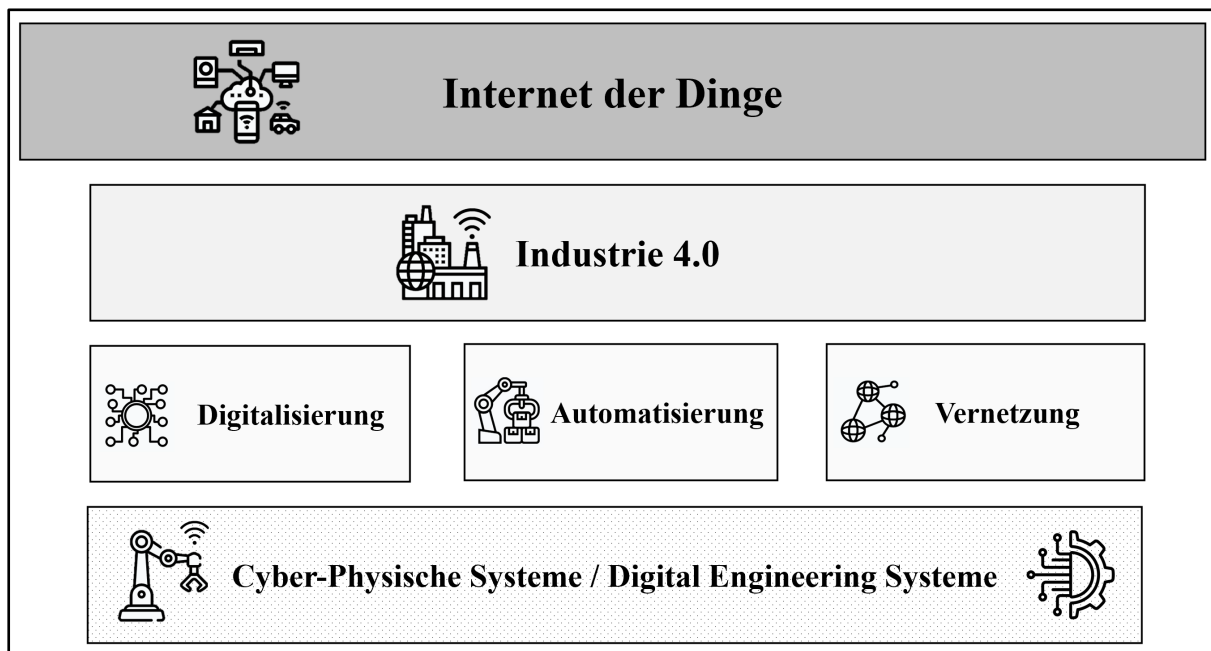 Internet der Dinge
Industrie 4.0
Digitalisierung
Automatisierung
Vernetzung
Cyber-Physische Systeme / Digital Engineering Systeme